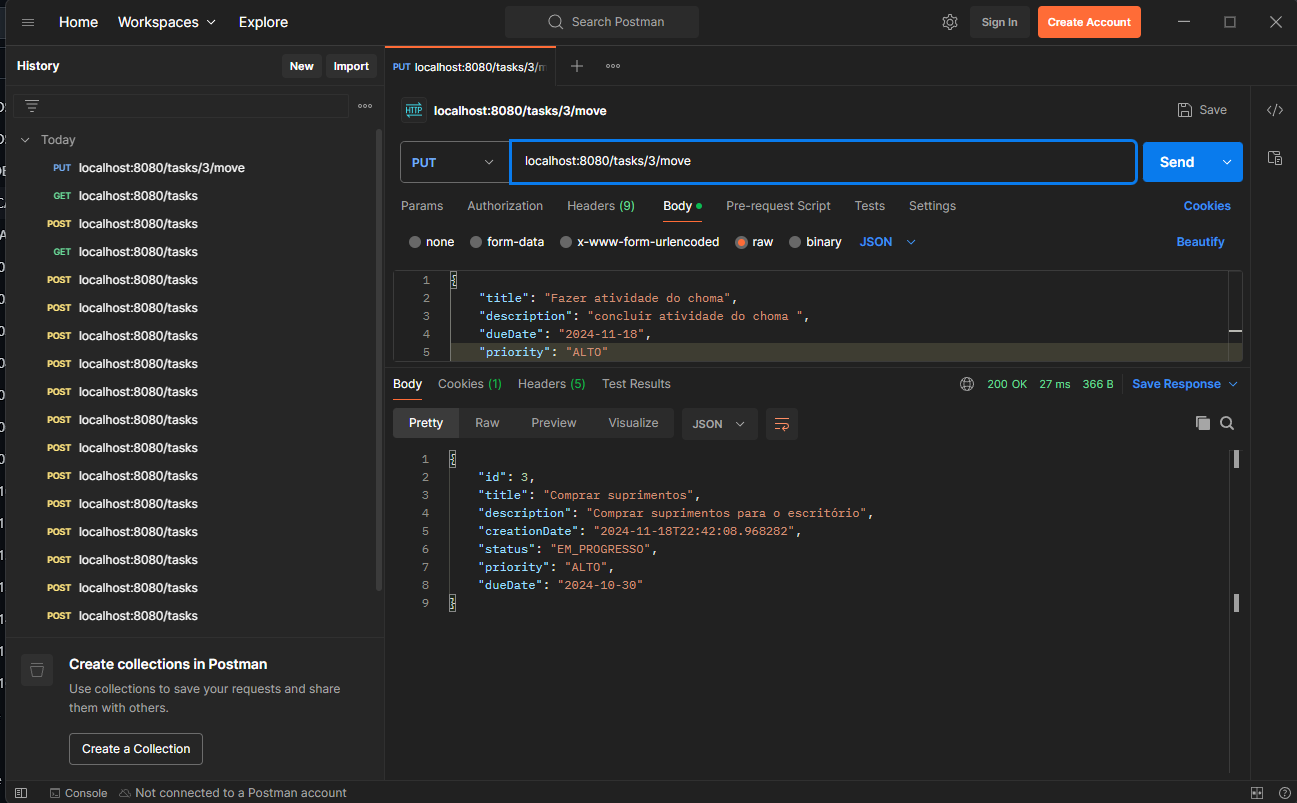 Home Workspaces Explore Search Postman Sign In Create Account
History New Import
Today
PUT localhost:8080/tasks/3/move
GET localhost:8080/tasks
POST localhost:8080/tasks
GET localhost:8080/tasks
POST localhost:8080/tasks
POST localhost:8080/tasks
POST localhost:8080/tasks
POST localhost:8080/tasks
POST localhost:8080/tasks
POST localhost:8080/tasks
POST localhost:8080/tasks
POST localhost:8080/tasks
POST localhost:8080/tasks
POST localhost:8080/tasks
POST localhost:8080/tasks
POST localhost:8080/tasks
POST localhost:8080/tasks
Create collections in Postman
Use collections to save your requests and share
them with others.
Create a Collection
PUT localhost:8080/tasks/3/m
HTTP localhost:8080/tasks/3/move Save
PUT localhost:8080/tasks/3/move Send
Params Authorization Headers (9) Body Pre-request Script Tests Settings Cookies
none form-data x-www-form-urlencoded raw binary JSON Beautify
1 {
2 "title": "Fazer atividade do choma",
3 "description": "concluir atividade do choma ",
4 "dueDate": "2024-11-18",
5 "priority": "ALTO"
Body Cookies (1) Headers (5) Test Results 200 OK 27 ms 366 B Save Response
Pretty Raw Preview Visualize JSON
1 {
2 "id": 3,
3 "title": "Comprar suprimentos",
4 "description": "Comprar suprimentos para o escritório",
5 "creationDate": "2024-11-18T22:42:08.968282",
6 "status": "EM_PROGRESSO",
7 "priority": "ALTO",
8 "dueDate": "2024-10-30"
9 }
Console Not connected to a Postman account